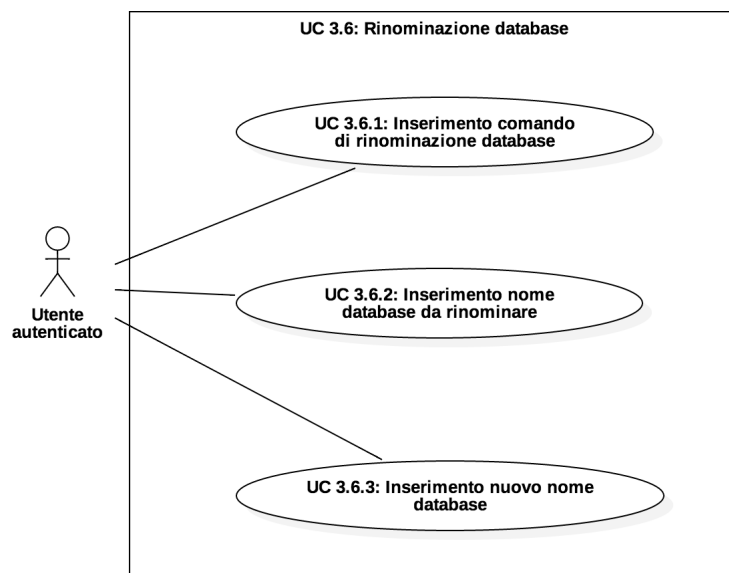 UC 3.6: Rinominazione database
UC 3.6.1: Inserimento comando
di rinominazione database
UC 3.6.2: Inserimento nome
database da rinominare
Utente
autenticato
UC 3.6.3: Inserimento nuovo nome
database